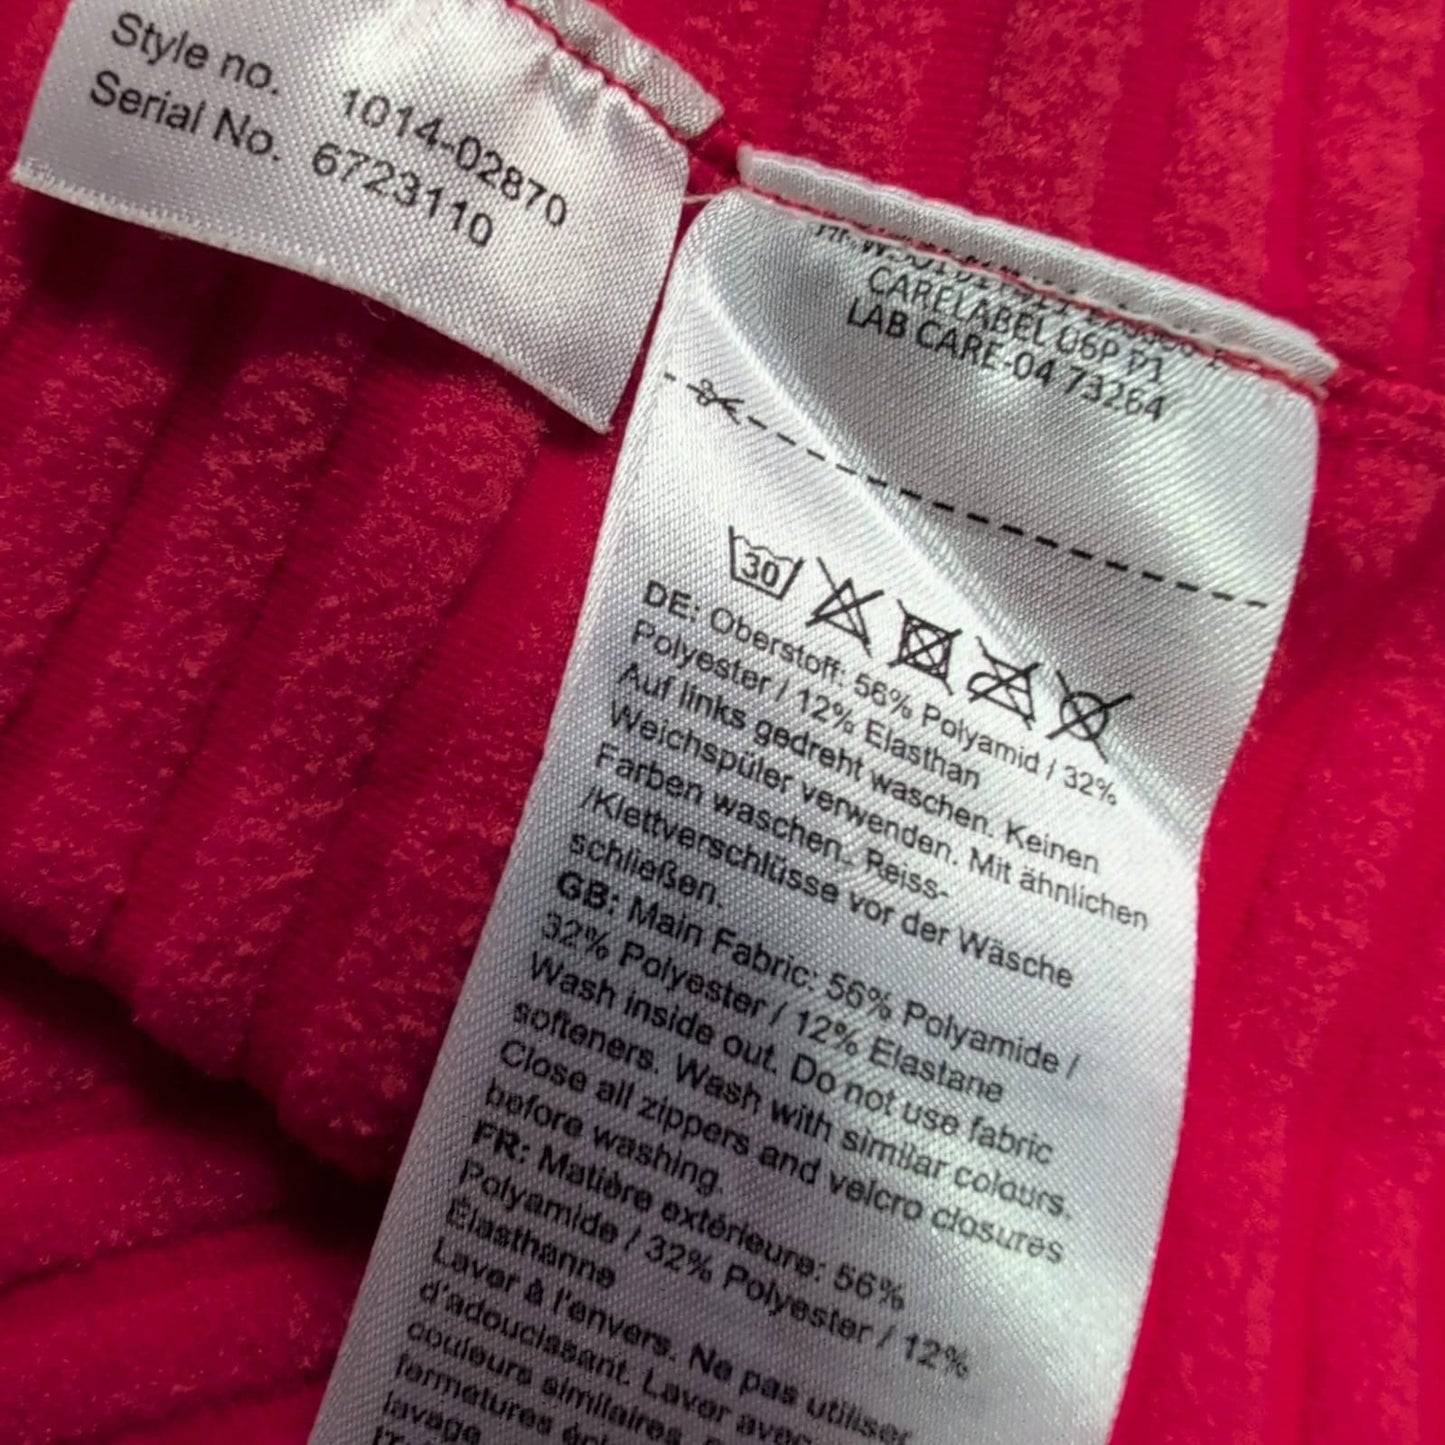 Style no. 1014-02870
Serial No. 6723110
CARELABEL U6P P1
LAB CARE-04 73264
30
DE: Oberstoff: 56% Polyamid / 32%
Polyester / 12% Elasthan
Auf links gedreht waschen. Keinen
Weichspüler verwenden. Mit ähnlichen
Farben waschen. Reiss-
/Klettverschlüsse vor der Wäsche
schließen.
GB: Main Fabric: 56% Polyamide /
32% Polyester / 12% Elastane
Wash inside out. Do not use fabric
softeners. Wash with similar colours.
Close all zippers and velcro closures
before washing.
FR: Matière extérieure: 56%
Polyamide / 32% Polyester / 12%
Élasthanne
Laver à l'envers. Ne pas utiliser
d'adoucissant. Laver avec
couleurs similaires.
fermetures
lavage